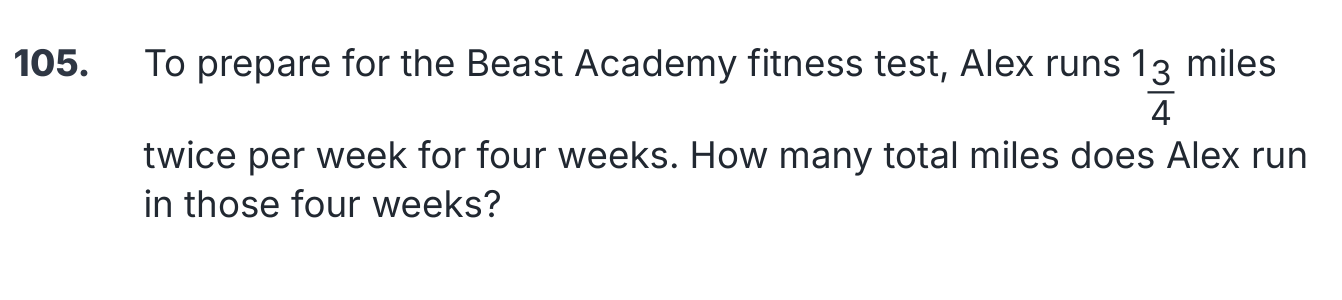 105. To prepare for the Beast Academy fitness test, Alex runs 1 3/4 miles
twice per week for four weeks. How many total miles does Alex run
in those four weeks?